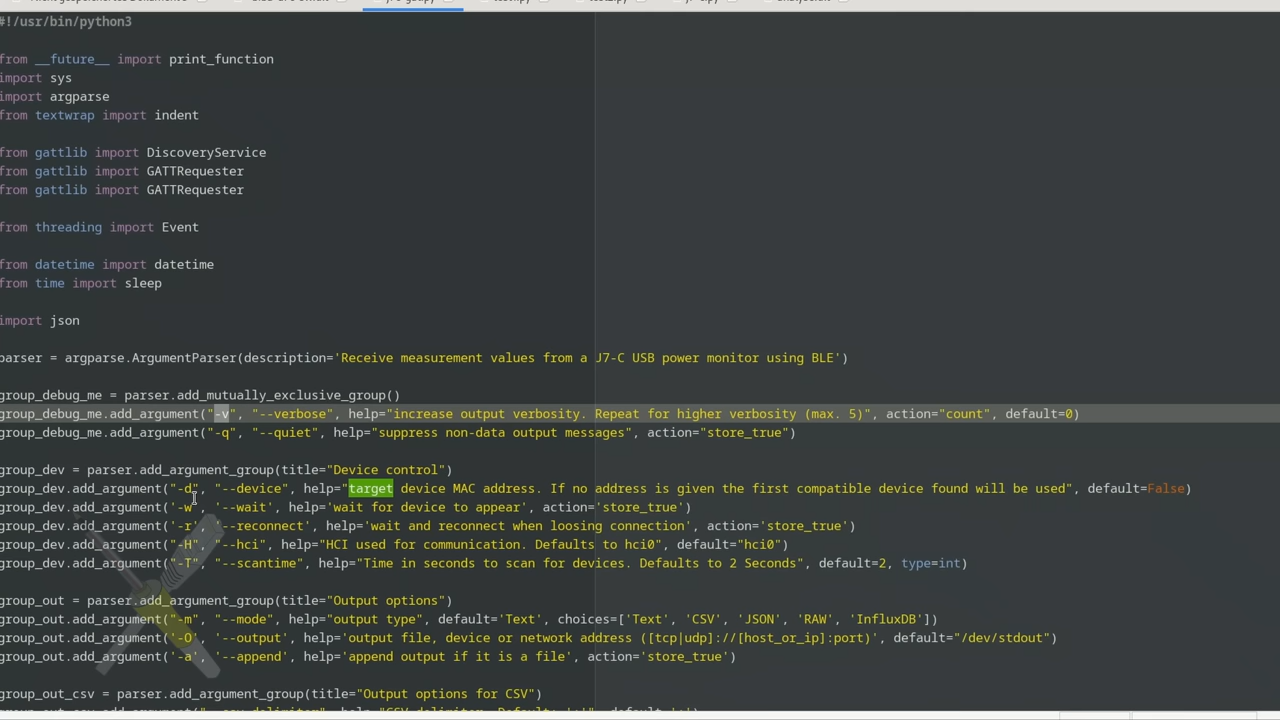 #!/usr/bin/python3
from __future__ import print_function
import sys
import argparse
from textwrap import indent
from gattlib import DiscoveryService
from gattlib import GATTRequester
from gattlib import GATTRequester
from threading import Event
from datetime import datetime
from time import sleep
import json
parser = argparse.ArgumentParser(description='Receive measurement values from a J7-C USB power monitor using BLE')
group_debug_me = parser.add_mutually_exclusive_group()
group_debug_me.add_argument("-v", "--verbose", help="increase output verbosity. Repeat for higher verbosity (max. 5)", action="count", default=0)
group_debug_me.add_argument("-q", "--quiet", help="suppress non-data output messages", action="store_true")
group_dev = parser.add_argument_group(title="Device control")
group_dev.add_argument("-d", "--device", help="target device MAC address. If no address is given the first compatible device found will be used", default=False)
group_dev.add_argument('-w', '--wait', help='wait for device to appear', action='store_true')
group_dev.add_argument('-r', '--reconnect', help='wait and reconnect when loosing connection', action='store_true')
group_dev.add_argument("-H", "--hci", help="HCI used for communication. Defaults to hci0", default="hci0")
group_dev.add_argument("-T", "--scantime", help="Time in seconds to scan for devices. Defaults to 2 Seconds", default=2, type=int)
group_out = parser.add_argument_group(title="Output options")
group_out.add_argument("-m", "--mode", help="output type", default='Text', choices=['Text', 'CSV', 'JSON', 'RAW', 'InfluxDB'])
group_out.add_argument('-O', '--output', help='output file, device or network address ([tcp|udp]://[host_or_ip]:port)', default="/dev/stdout")
group_out.add_argument('-a', '--append', help='append output if it is a file', action='store_true')
group_out_csv = parser.add_argument_group(title="Output options for CSV")